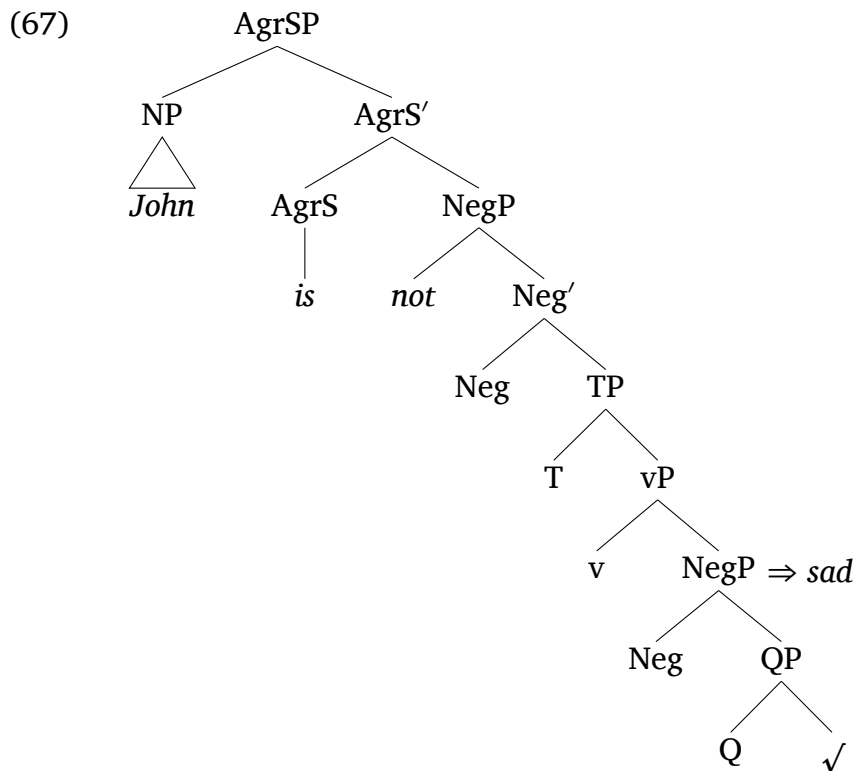 (67) AgrSP
NP AgrS′
John AgrS NegP
is not Neg′
Neg TP
T vP
v NegP ⇒ sad
Neg QP
Q √